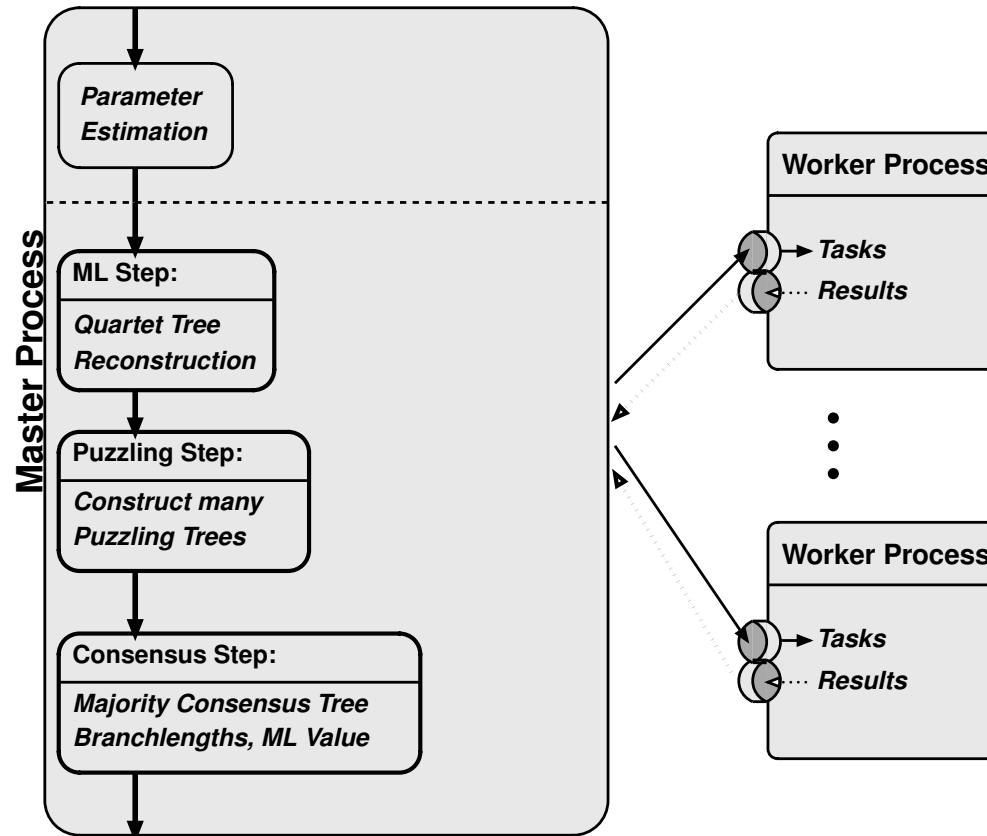 Master Process
Parameter
Estimation
ML Step:
Quartet Tree
Reconstruction
Puzzling Step:
Construct many
Puzzling Trees
Consensus Step:
Majority Consensus Tree
Branchlengths, ML Value
Worker Process
Tasks
Results
Worker Process
Tasks
Results